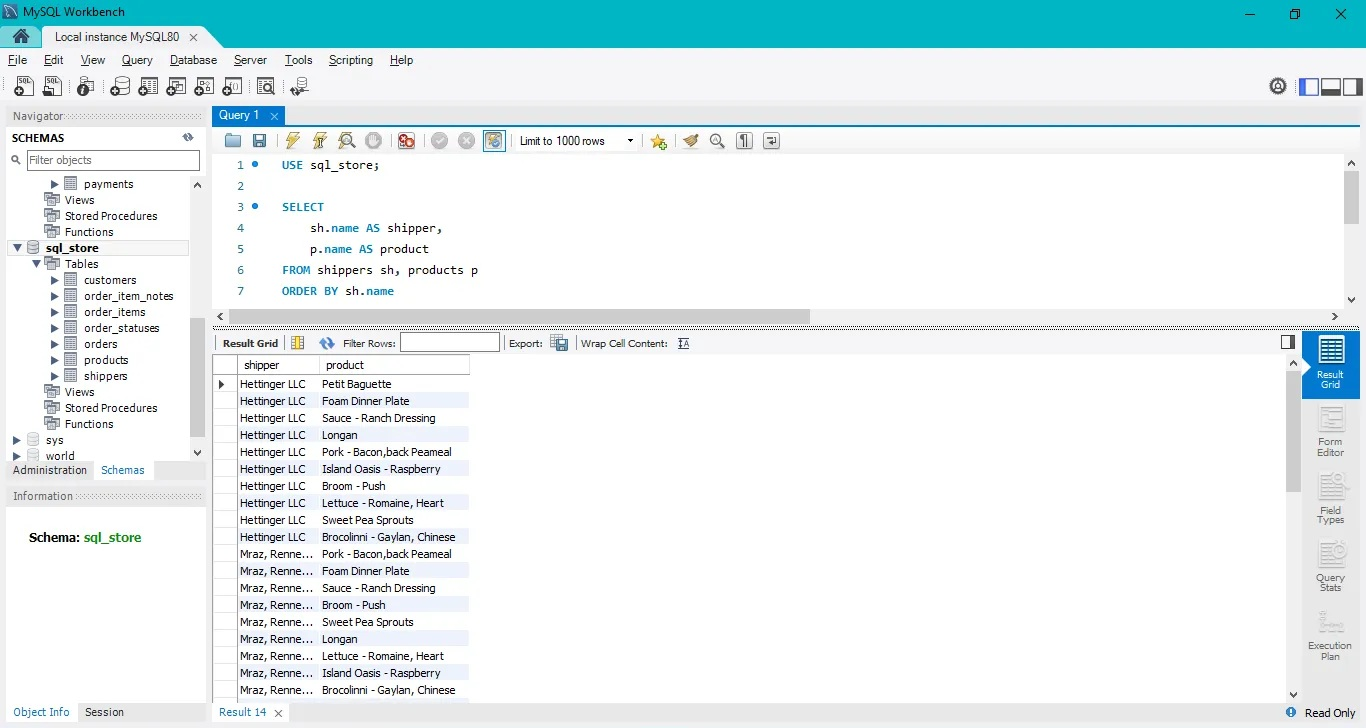 MySQL Workbench
Local instance MySQL80
File Edit View Query Database Server Tools Scripting Help
Navigator
SCHEMAS
Filter objects
payments
Views
Stored Procedures
Functions
sql_store
Tables
customers
order_item_notes
order_items
order_statuses
orders
products
shippers
Views
Stored Procedures
Functions
sys
world
Administration Schemas
Information
Schema: sql_store
Object Info Session
Query 1
Limit to 1000 rows
1 USE sql_store;
2
3 SELECT
4 sh.name AS shipper,
5 p.name AS product
6 FROM shippers sh, products p
7 ORDER BY sh.name
Result Grid Filter Rows: Export: Wrap Cell Content:
shipper product
Hettinger LLC Petit Baguette
Hettinger LLC Foam Dinner Plate
Hettinger LLC Sauce - Ranch Dressing
Hettinger LLC Longan
Hettinger LLC Pork - Bacon,back Peameal
Hettinger LLC Island Oasis - Raspberry
Hettinger LLC Broom - Push
Hettinger LLC Lettuce - Romaine, Heart
Hettinger LLC Sweet Pea Sprouts
Hettinger LLC Brocolinni - Gaylan, Chinese
Mraz, Renne... Pork - Bacon,back Peameal
Mraz, Renne... Foam Dinner Plate
Mraz, Renne... Sauce - Ranch Dressing
Mraz, Renne... Broom - Push
Mraz, Renne... Sweet Pea Sprouts
Mraz, Renne... Longan
Mraz, Renne... Lettuce - Romaine, Heart
Mraz, Renne... Island Oasis - Raspberry
Mraz, Renne... Brocolinni - Gaylan, Chinese
Result
Grid
Form
Editor
Field
Types
Query
Stats
Execution
Plan
Result 14
Read Only